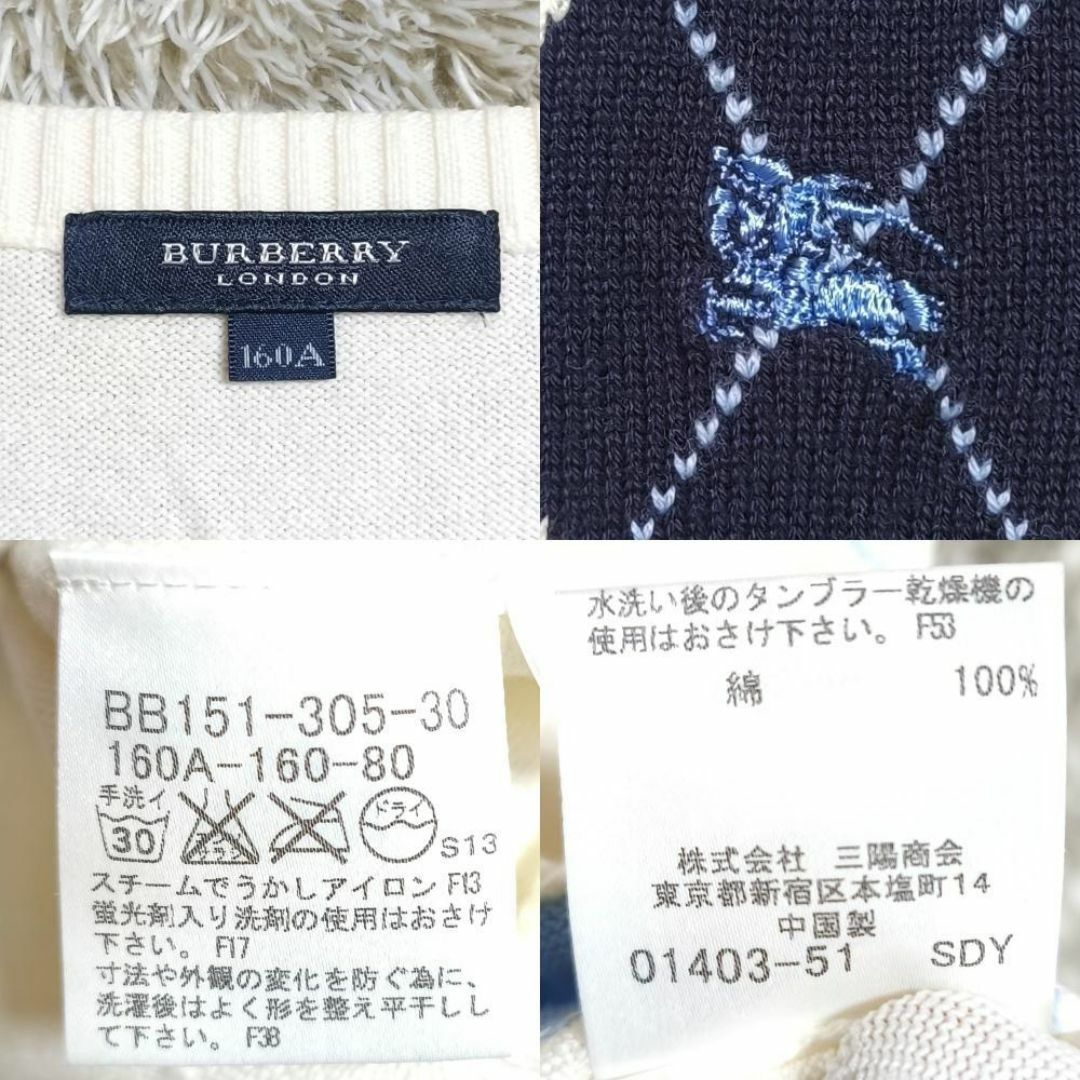 BURBERRY
LONDON
160A
BB151-305-30
160A-160-80
手洗イ
30
ドライ
S13
スチームでうかしアイロン F13
蛍光剤入り洗剤の使用はおさけ
下さい。 F17
寸法や外観の変化を防ぐ為に、
洗濯後はよく形を整え平干しし
て下さい。 F38
水洗い後のタンブラー乾燥機の
使用はおさけ下さい。 F53
綿 100%
株式会社 三陽商会
東京都新宿区本塩町14
中国製
01403-51 SDY